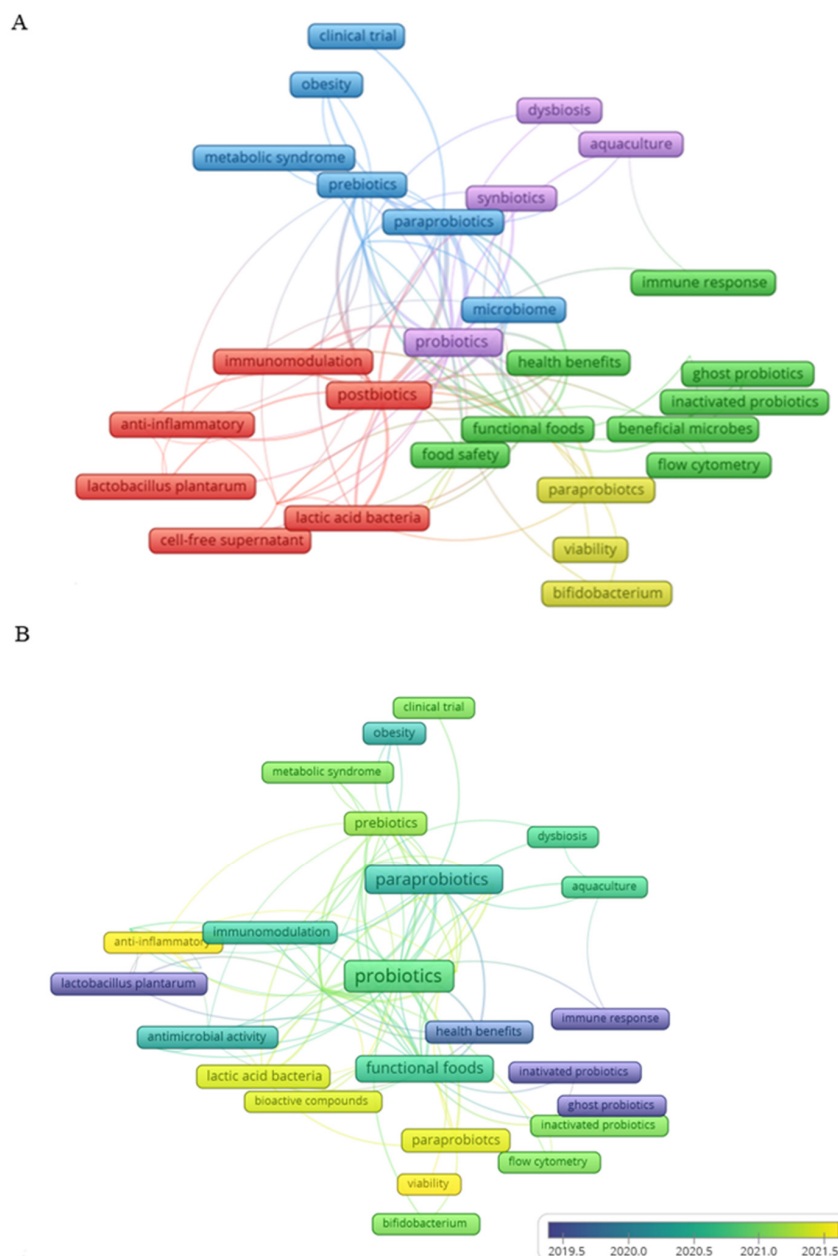 A
clinical trial
obesity
dysbiosis
aquaculture
metabolic syndrome
prebiotics
synbiotics
paraprobiotics
immune response
microbiome
probiotics
immunomodulation
health benefits
ghost probiotics
postbiotics
inactivated probiotics
anti-inflammatory
functional foods
beneficial microbes
food safety
flow cytometry
lactobacillus plantarum
paraprobiotcs
lactic acid bacteria
cell-free supernatant
viability
bifidobacterium
B
clinical trial
obesity
metabolic syndrome
prebiotics
dysbiosis
paraprobiotics
aquaculture
immunomodulation
anti-inflammatory
probiotics
lactobacillus plantarum
immune response
health benefits
antimicrobial activity
functional foods
inativated probiotics
lactic acid bacteria
bioactive compounds
ghost probiotics
inactivated probiotics
paraprobiotcs
flow cytometry
viability
bifidobacterium
2019.5 2020.0 2020.5 2021.0 2021.5